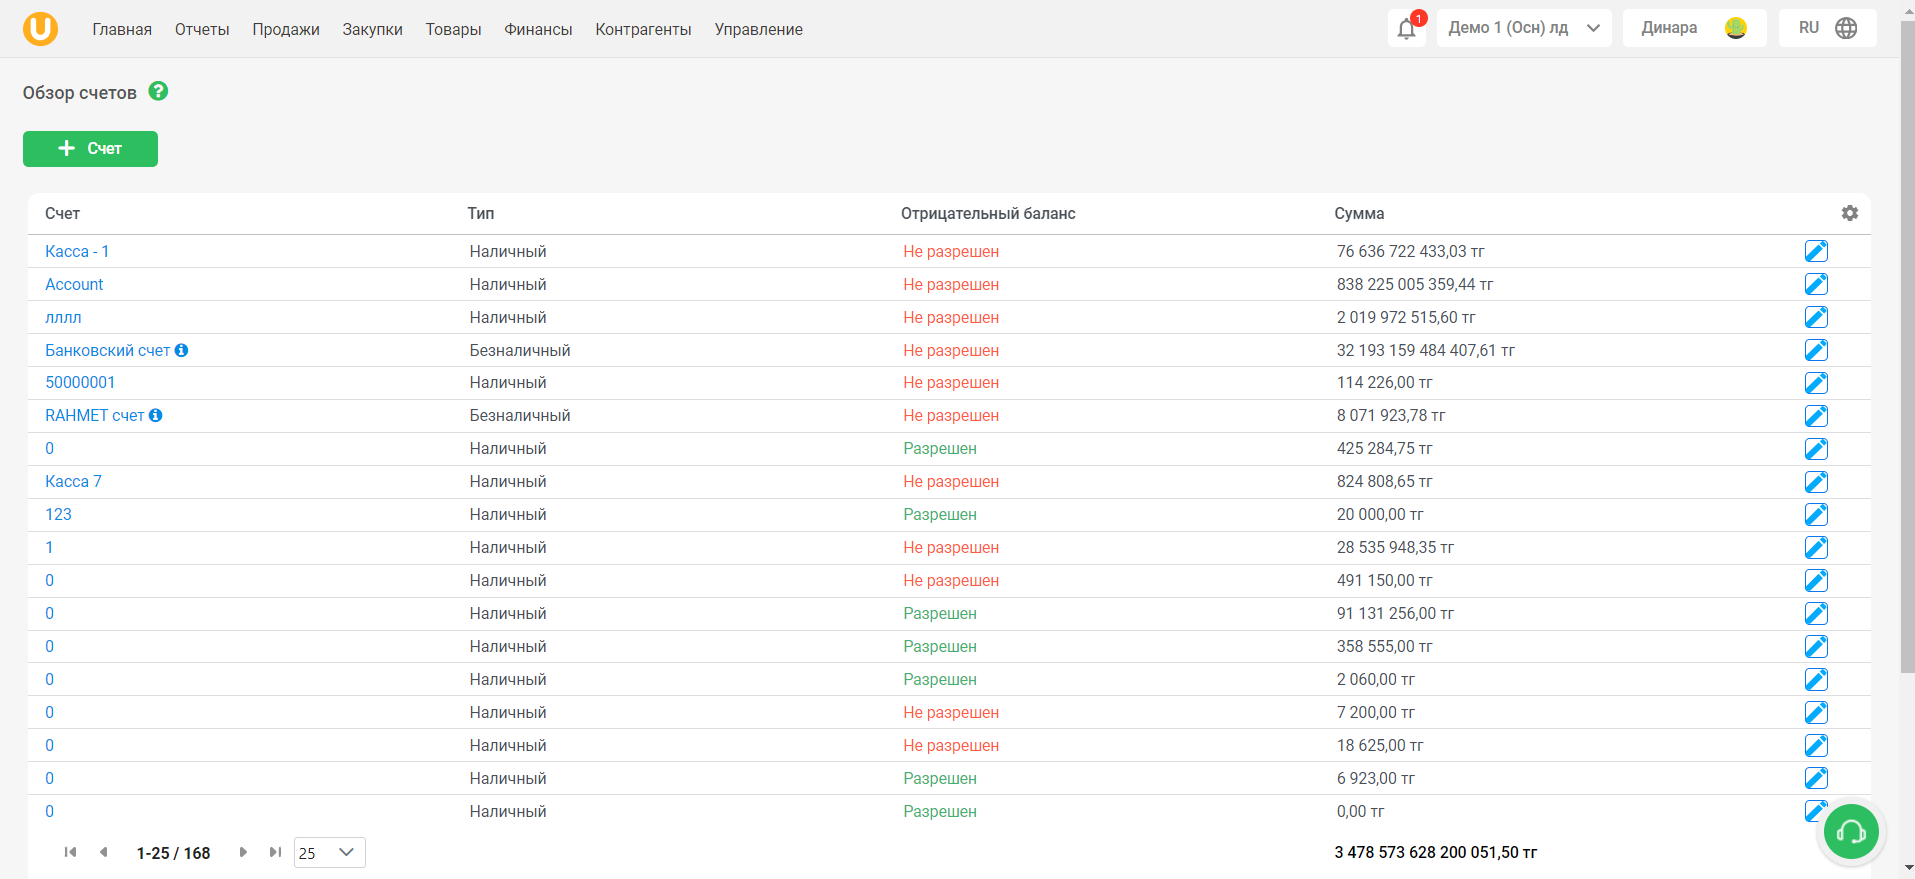 Главная Отчеты Продажи Закупки Товары Финансы Контрагенты Управление 1 Демо 1 (Осн) лд Динара RU
Обзор счетов ?
+ Счет
Счет Тип Отрицательный баланс Сумма
Касса - 1 Наличный Не разрешен 76 636 722 433,03 тг
Account Наличный Не разрешен 838 225 005 359,44 тг
лллл Наличный Не разрешен 2 019 972 515,60 тг
Банковский счет Безналичный Не разрешен 32 193 159 484 407,61 тг
50000001 Наличный Не разрешен 114 226,00 тг
RAHMET счет Безналичный Не разрешен 8 071 923,78 тг
0 Наличный Разрешен 425 284,75 тг
Касса 7 Наличный Не разрешен 824 808,65 тг
123 Наличный Разрешен 20 000,00 тг
1 Наличный Не разрешен 28 535 948,35 тг
0 Наличный Не разрешен 491 150,00 тг
0 Наличный Разрешен 91 131 256,00 тг
0 Наличный Разрешен 358 555,00 тг
0 Наличный Разрешен 2 060,00 тг
0 Наличный Не разрешен 7 200,00 тг
0 Наличный Не разрешен 18 625,00 тг
0 Наличный Разрешен 6 923,00 тг
0 Наличный Разрешен 0,00 тг
1-25 / 168 25 3 478 573 628 200 051,50 тг